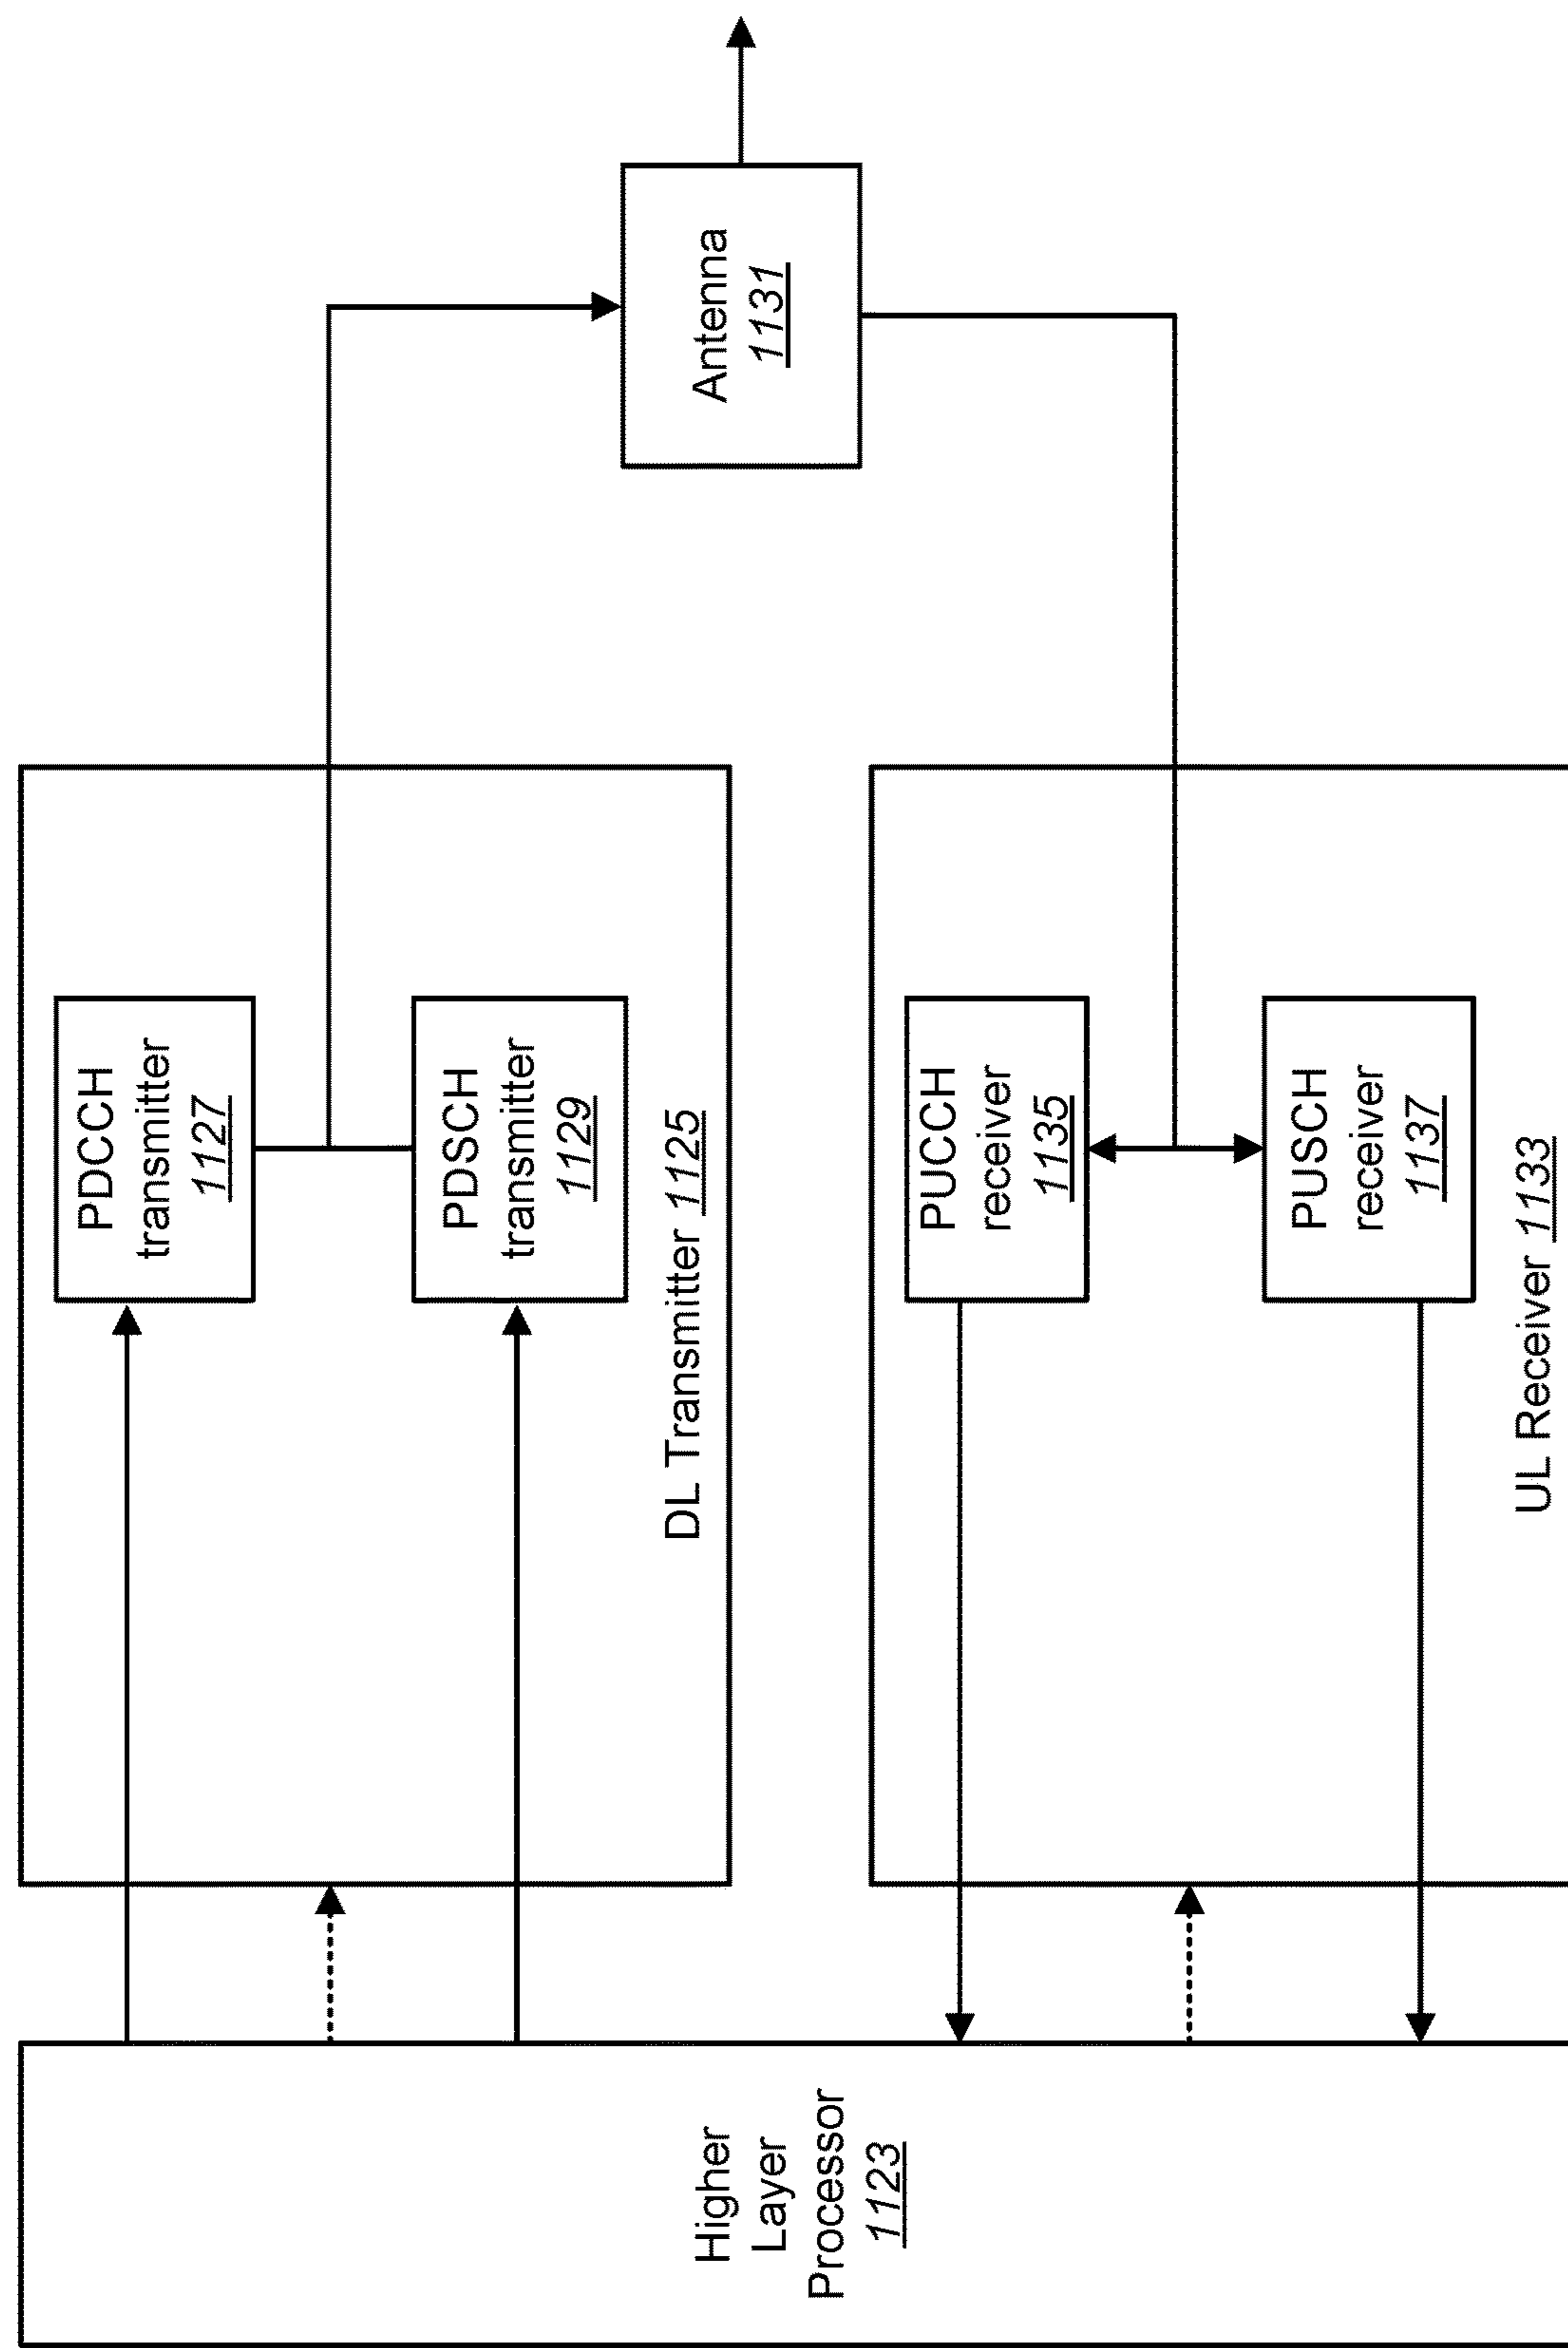 Higher
Layer
Processor
1123
PDCCH
transmitter
1127
PDSCH
transmitter
1129
DL Transmitter 1125
PUCCH
receiver
1135
PUSCH
receiver
1137
UL Receiver 1133
Antenna
1131